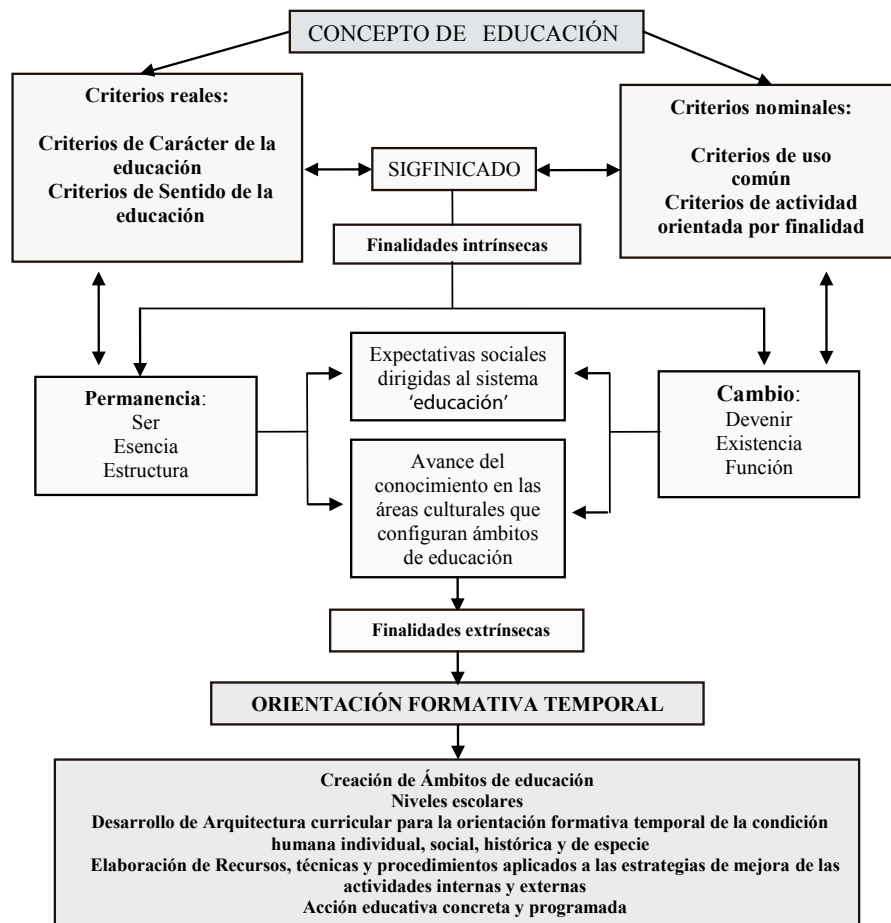 CONCEPTO DE EDUCACIÓN
Criterios reales:
Criterios de Carácter de la
educación
Criterios de Sentido de la
educación
SIGFINICADO
Criterios nominales:
Criterios de uso
común
Criterios de actividad
orientada por finalidad
Finalidades intrínsecas
Permanencia:
Ser
Esencia
Estructura
Expectativas sociales
dirigidas al sistema
‘educación’
Avance del
conocimiento en las
áreas culturales que
configuran ámbitos
de educación
Cambio:
Devenir
Existencia
Función
Finalidades extrínsecas
ORIENTACIÓN FORMATIVA TEMPORAL
Creación de Ámbitos de educación
Niveles escolares
Desarrollo de Arquitectura curricular para la orientación formativa temporal de la condición
humana individual, social, histórica y de especie
Elaboración de Recursos, técnicas y procedimientos aplicados a las estrategias de mejora de las
actividades internas y externas
Acción educativa concreta y programada